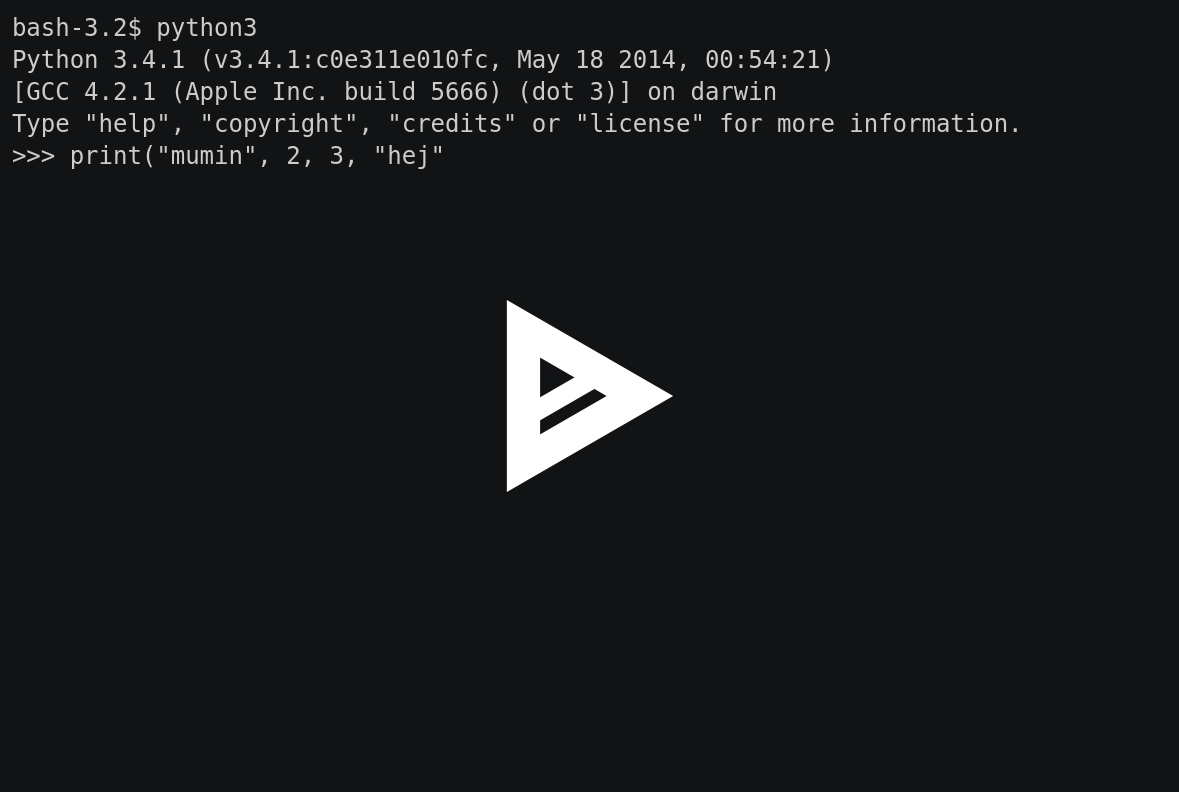 bash-3.2$ python3
Python 3.4.1 (v3.4.1:c0e311e010fc, May 18 2014, 00:54:21)
[GCC 4.2.1 (Apple Inc. build 5666) (dot 3)] on darwin
Type "help", "copyright", "credits" or "license" for more information.
>>> print("mumin", 2, 3, "hej"